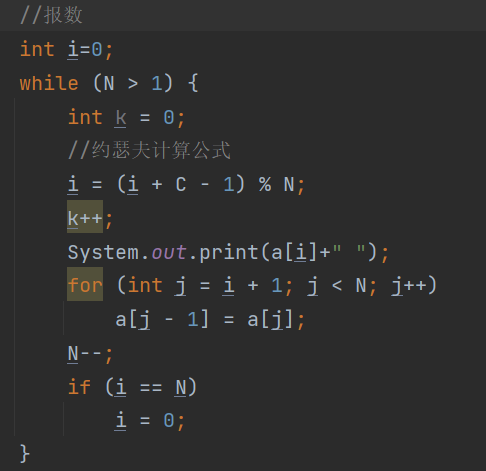 //报数
int i=0;
while (N > 1) {
int k = 0;
//约瑟夫计算公式
i = (i + C - 1) % N;
k++;
System.out.print(a[i]+" ");
for (int j = i + 1; j < N; j++)
a[j - 1] = a[j];
N--;
if (i == N)
i = 0;
}